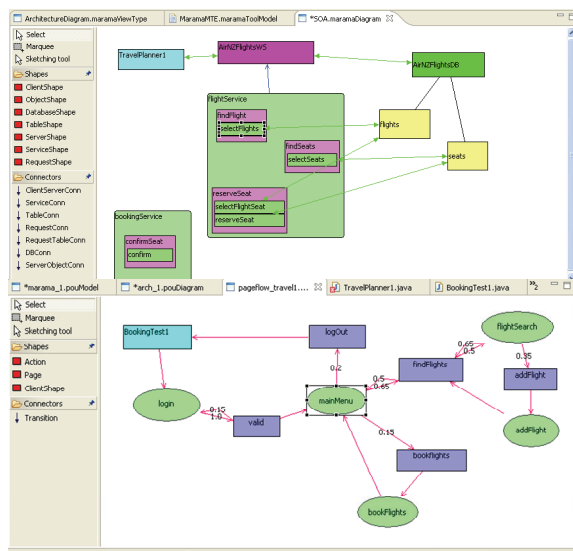 ArchitectureDiagram.maramaViewType
MaramaMTE.maramaToolModel
*SOA.maramaDiagram
Select
Marquee
Sketching tool
Shapes
ClientShape
ObjectShape
DatabaseShape
TableShape
ServerShape
ServiceShape
RequestShape
Connectors
ClientServerConn
ServiceConn
TableConn
RequestConn
RequestTableConn
DBConn
ServerObjectConn
TravelPlanner1
AirNZFlightsWS
AirNZFlightsDB
flightService
findFlight
selectFlights
flights
findSeats
selectSeats
seats
reserveSeat
selectFlightSeat
reserveSeat
bookingService
confirmSeat
confirm
*marama_1.pouModel
*arch_1.pouDiagram
pageflow_travel1....
TravelPlanner1.java
BookingTest1.java
»2
Select
Marquee
Sketching tool
Shapes
Action
Page
ClientShape
Connectors
Transition
BookingTest1
logOut
flightSearch
0.65
0.5
0.35
findFlights
addFlight
0.2
0.5
0.65
login
0.15
1.0
valid
mainMenu
0.15
addFlight
bookflights
bookFlights